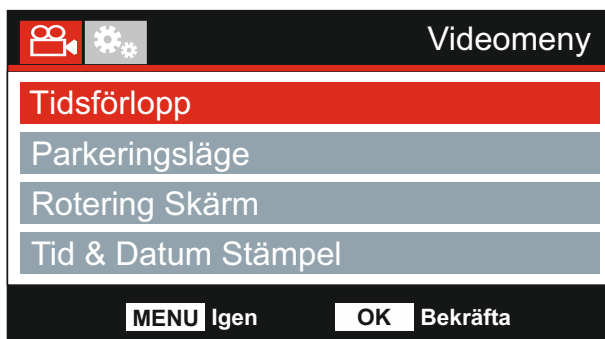 Videomeny
Tidsförlopp
Parkeringsläge
Rotering Skärm
Tid & Datum Stämpel
MENU Igen OK Bekräfta